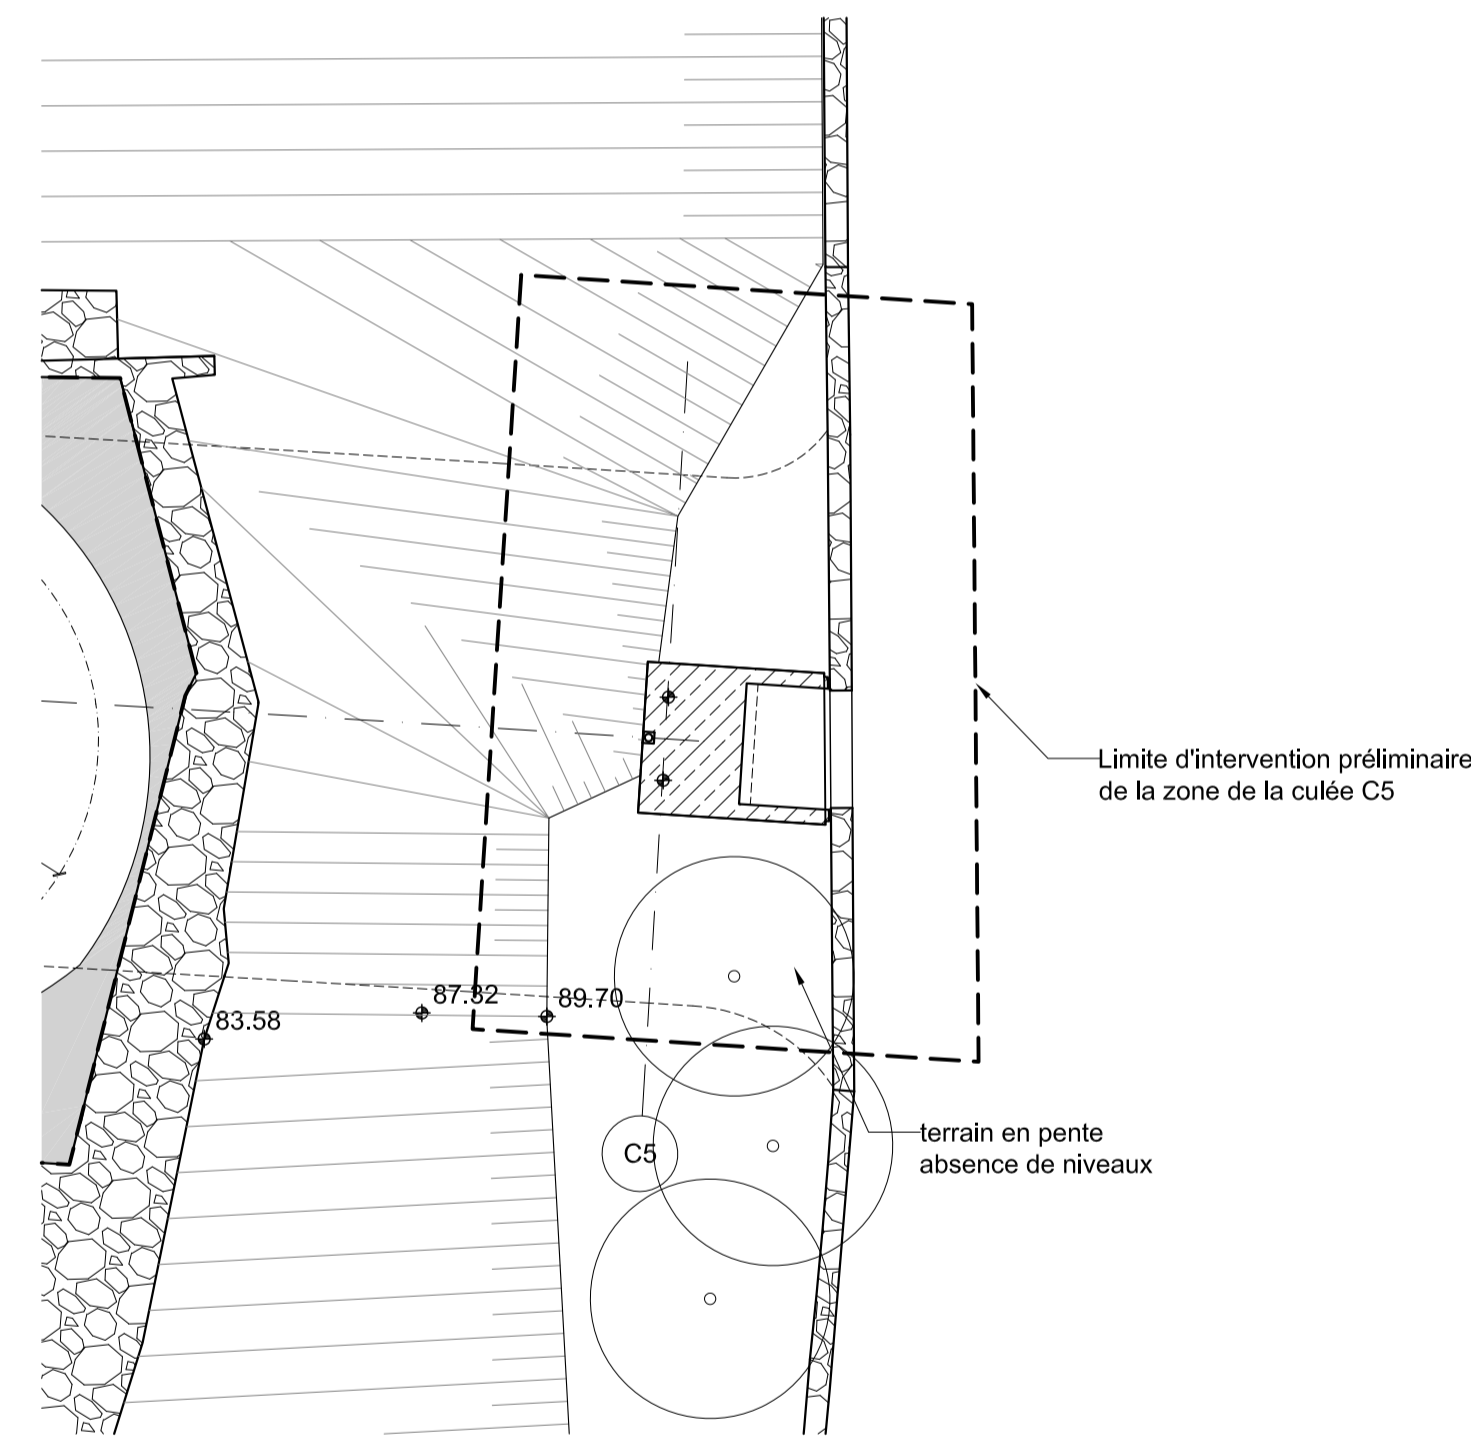 Limite d'intervention préliminaire
de la zone de la culée C5
87.32
89.70
83.58
C5
terrain en pente
absence de niveaux